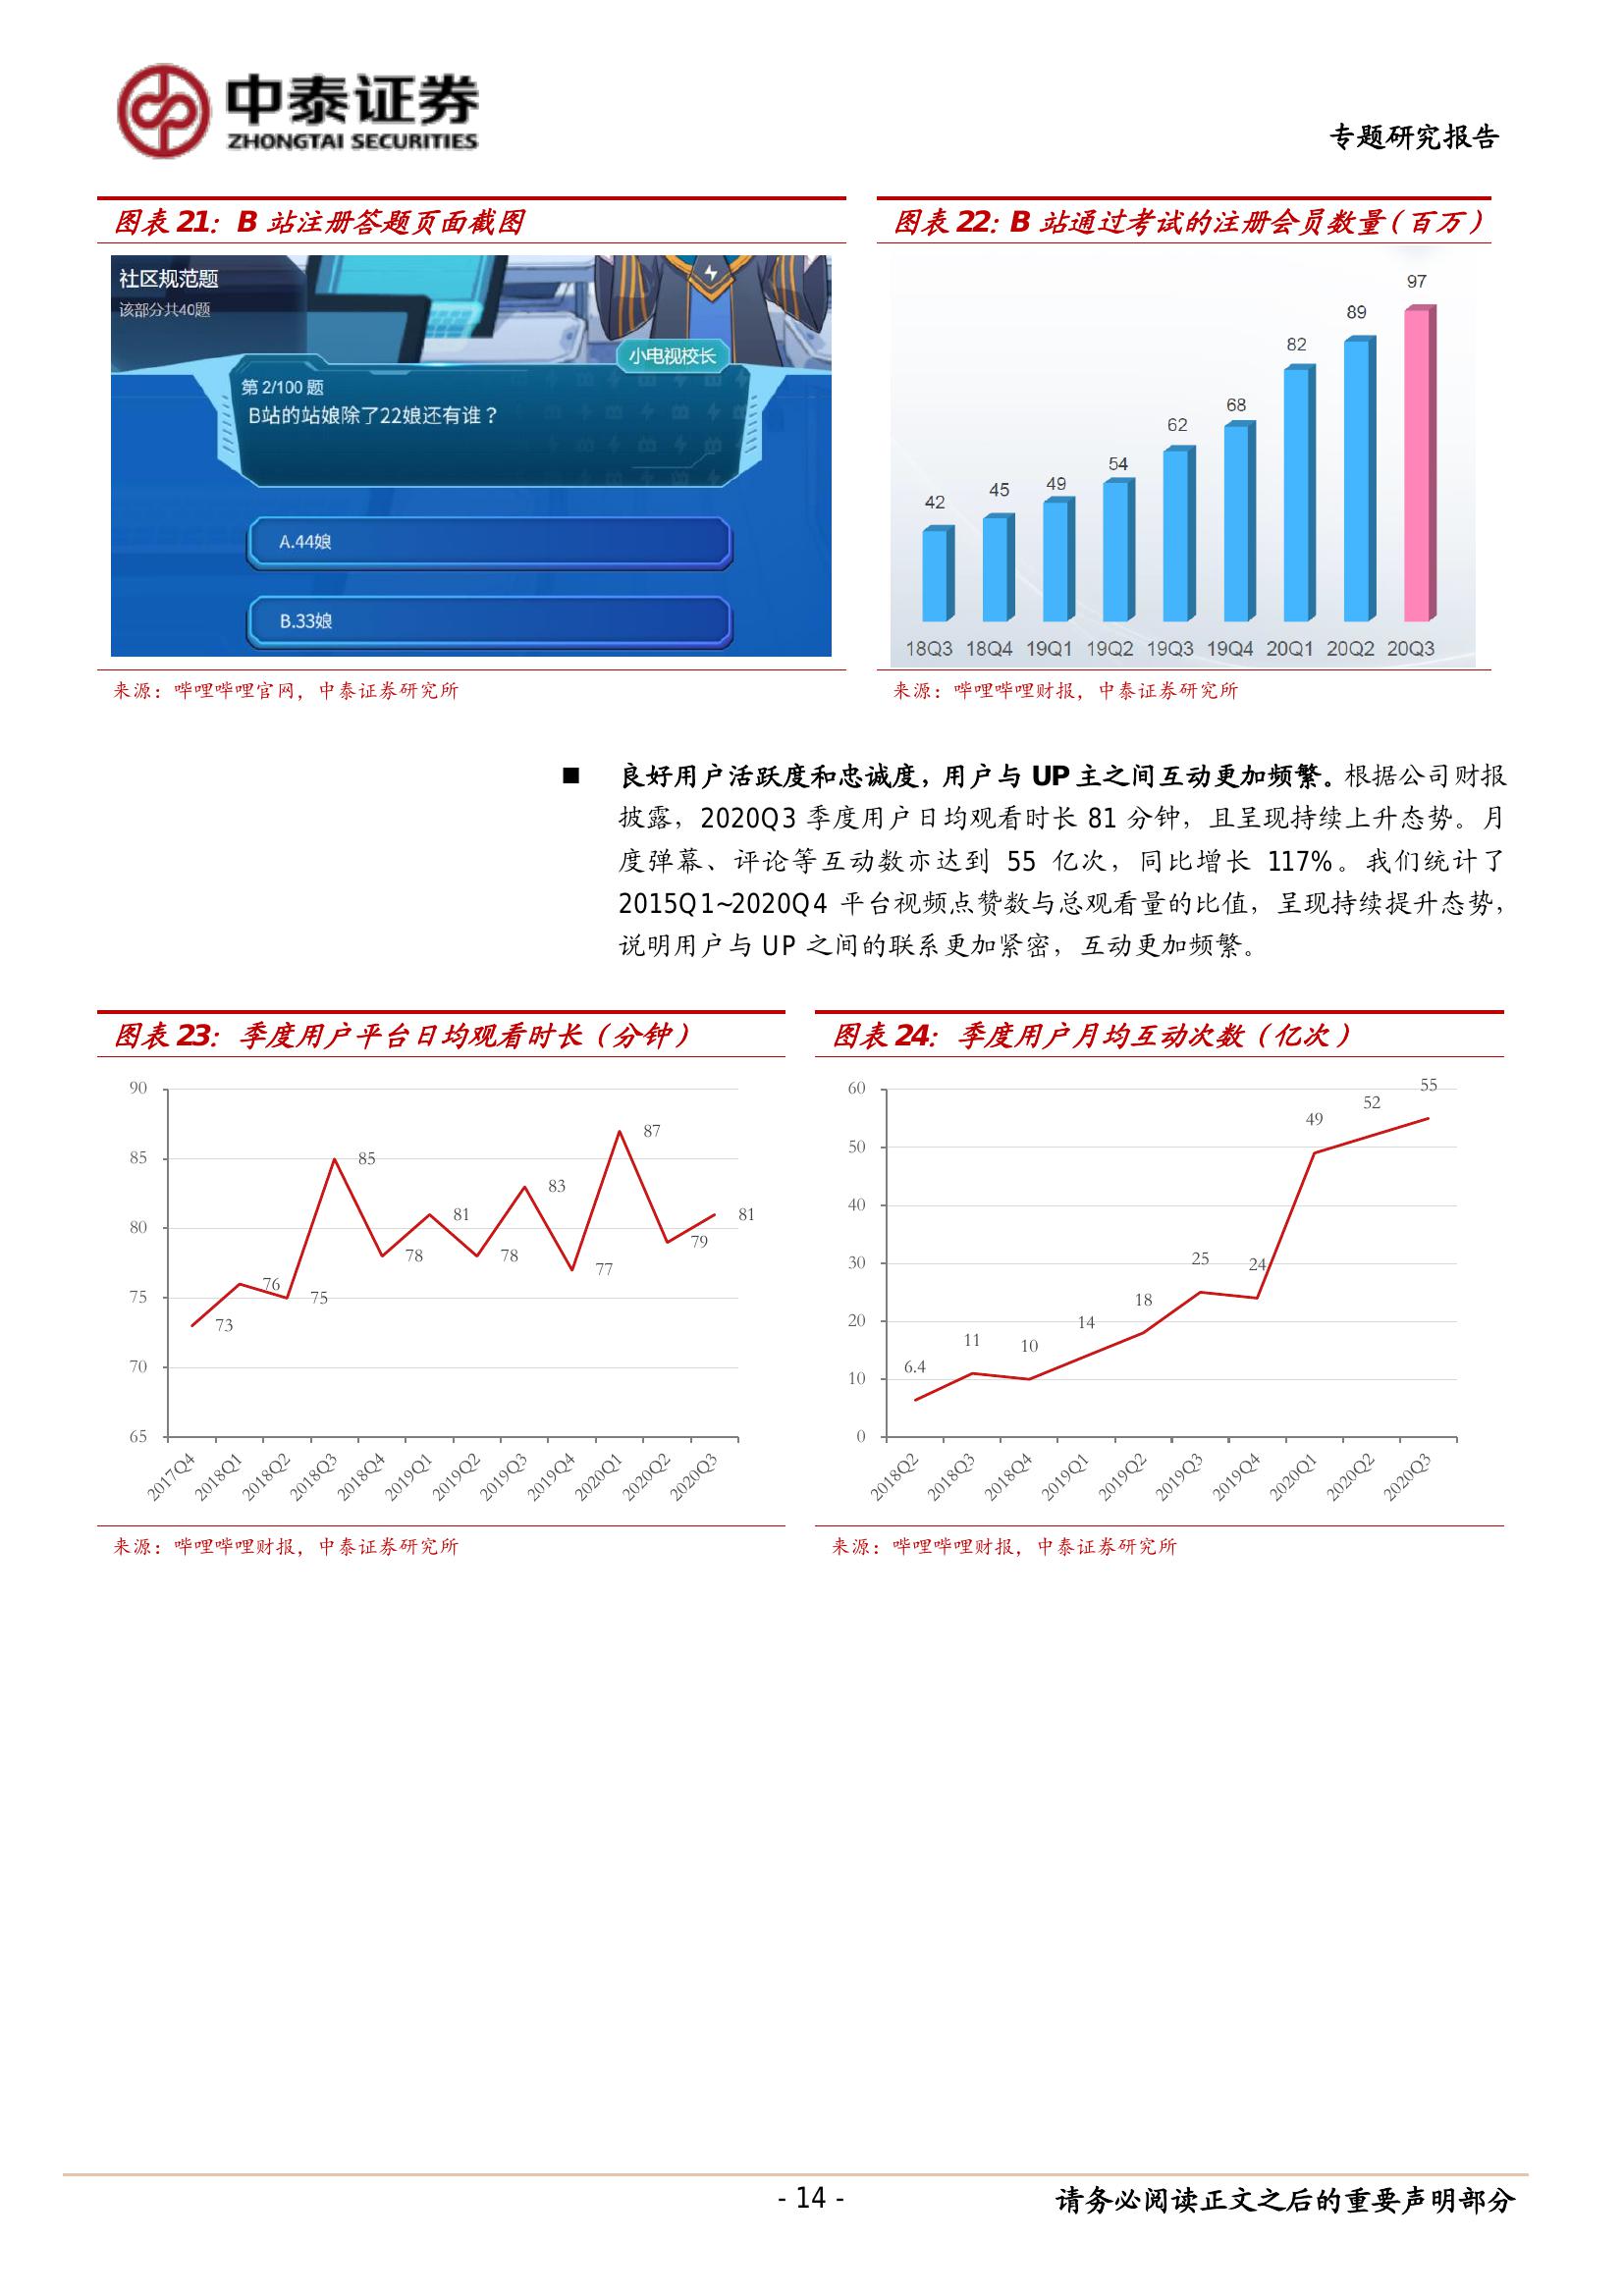 中泰证券
ZHONGTAI SECURITIES
专题研究报告
图表 21：B 站注册答题页面截图
社区规范题
该部分共40题
小电视校长
第 2/100 题
B站的站娘除了22娘还有谁？
A.44娘
B.33娘
来源：哔哩哔哩官网，中泰证券研究所
图表 22：B 站通过考试的注册会员数量（百万）
97
89
82
68
62
54
49
45
42
18Q3 18Q4 19Q1 19Q2 19Q3 19Q4 20Q1 20Q2 20Q3
来源：哔哩哔哩财报，中泰证券研究所
■ 良好用户活跃度和忠诚度，用户与 UP 主之间互动更加频繁。根据公司财报
披露，2020Q3 季度用户日均观看时长 81 分钟，且呈现持续上升态势。月
度弹幕、评论等互动数亦达到 55 亿次，同比增长 117%。我们统计了
2015Q1~2020Q4 平台视频点赞数与总观看量的比值，呈现持续提升态势，
说明用户与 UP 之间的联系更加紧密，互动更加频繁。
图表 23：季度用户平台日均观看时长（分钟）
90
85
80
75
70
65
73
76
75
85
78
81
78
83
77
87
79
81
2017Q4 2018Q1 2018Q2 2018Q3 2018Q4 2019Q1 2019Q2 2019Q3 2019Q4 2020Q1 2020Q2 2020Q3
来源：哔哩哔哩财报，中泰证券研究所
图表 24：季度用户月均互动次数（亿次）
60
50
40
30
20
10
0
6.4
11
10
14
18
25
24
49
52
55
2018Q2 2018Q3 2018Q4 2019Q1 2019Q2 2019Q3 2019Q4 2020Q1 2020Q2 2020Q3
来源：哔哩哔哩财报，中泰证券研究所
- 14 -
请务必阅读正文之后的重要声明部分